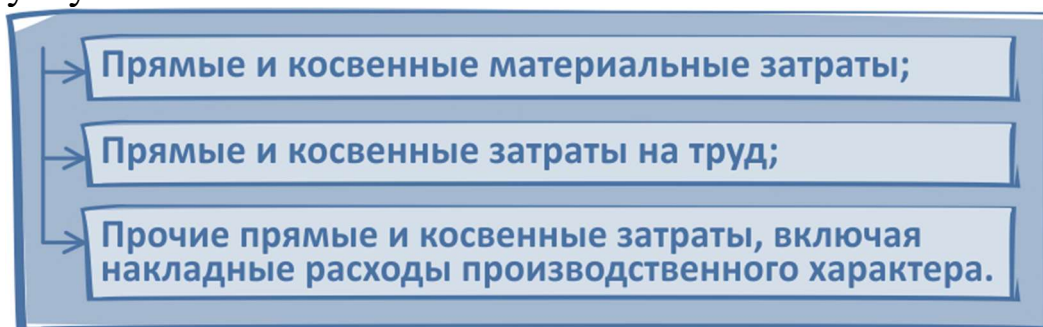 Прямые и косвенные материальные затраты;
Прямые и косвенные затраты на труд;
Прочие прямые и косвенные затраты, включая
накладные расходы производственного характера.